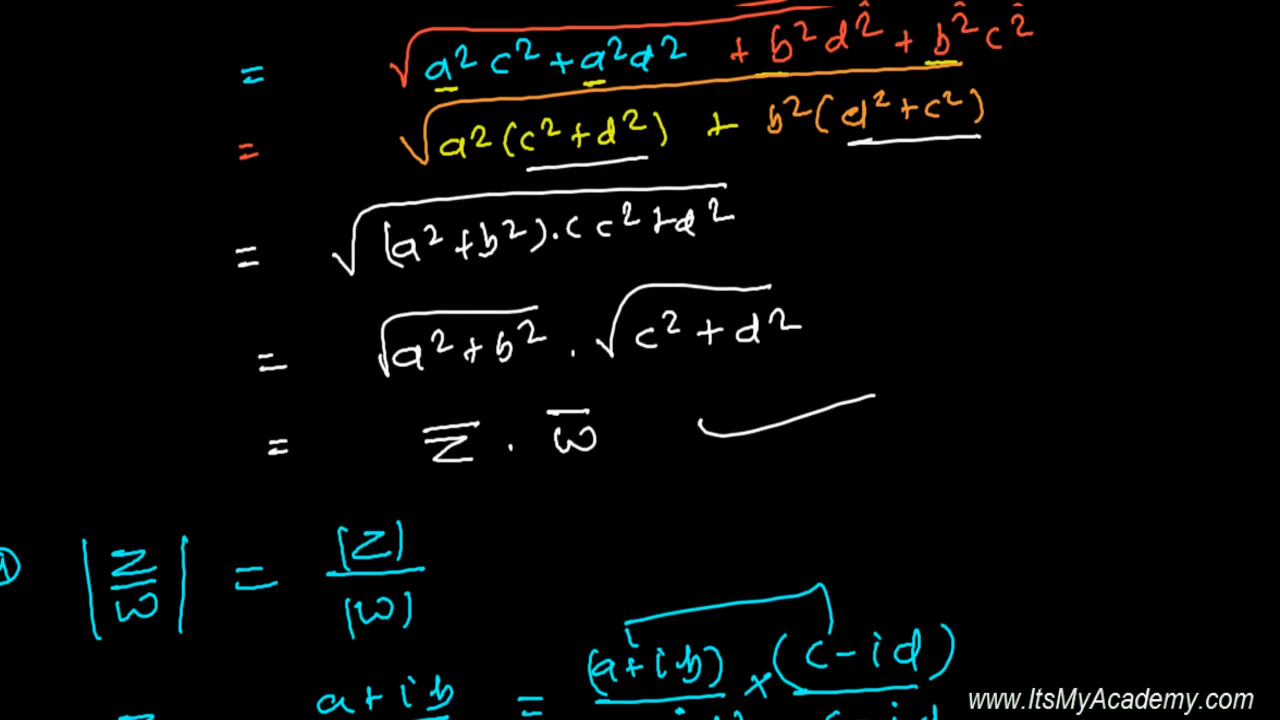 = √a²c² + a²d² + b²d² + b²c²
= √a²(c²+d²) + b²(d²+c²)
= √(a²+b²).(c²+d²
= √a²+b² . √c²+d²
= z̅ . w̅
|z/w| = |z|/|w|
a+ib = (a+ib) × (c-id)
www.ItsMyAcademy.com